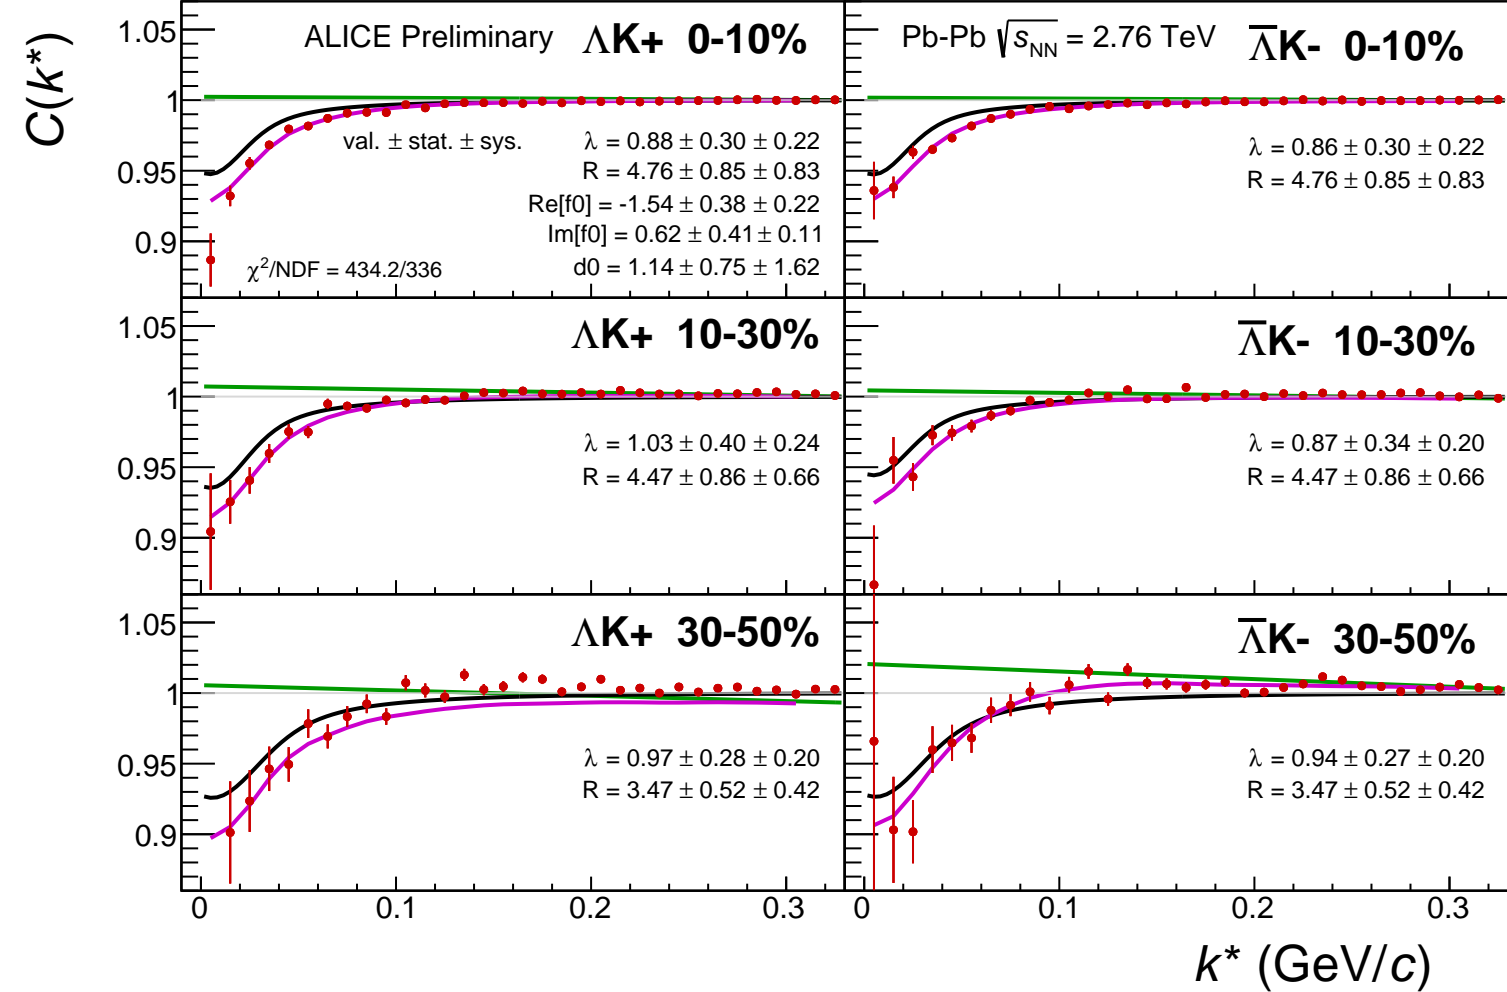 C(k*)
ALICE Preliminary ΛK+ 0-10%
1.05
1
0.95
0.9
val. ± stat. ± sys.
λ = 0.88 ± 0.30 ± 0.22
R = 4.76 ± 0.85 ± 0.83
Re[f0] = -1.54 ± 0.38 ± 0.22
Im[f0] = 0.62 ± 0.41 ± 0.11
d0 = 1.14 ± 0.75 ± 1.62
χ²/NDF = 434.2/336
Pb-Pb √sNN = 2.76 TeV Λ̅K- 0-10%
λ = 0.86 ± 0.30 ± 0.22
R = 4.76 ± 0.85 ± 0.83
ΛK+ 10-30%
1.05
1
0.95
0.9
λ = 1.03 ± 0.40 ± 0.24
R = 4.47 ± 0.86 ± 0.66
Λ̅K- 10-30%
λ = 0.87 ± 0.34 ± 0.20
R = 4.47 ± 0.86 ± 0.66
ΛK+ 30-50%
1.05
1
0.95
0.9
λ = 0.97 ± 0.28 ± 0.20
R = 3.47 ± 0.52 ± 0.42
Λ̅K- 30-50%
λ = 0.94 ± 0.27 ± 0.20
R = 3.47 ± 0.52 ± 0.42
0 0.1 0.2 0.3 0 0.1 0.2 0.3
k* (GeV/c)